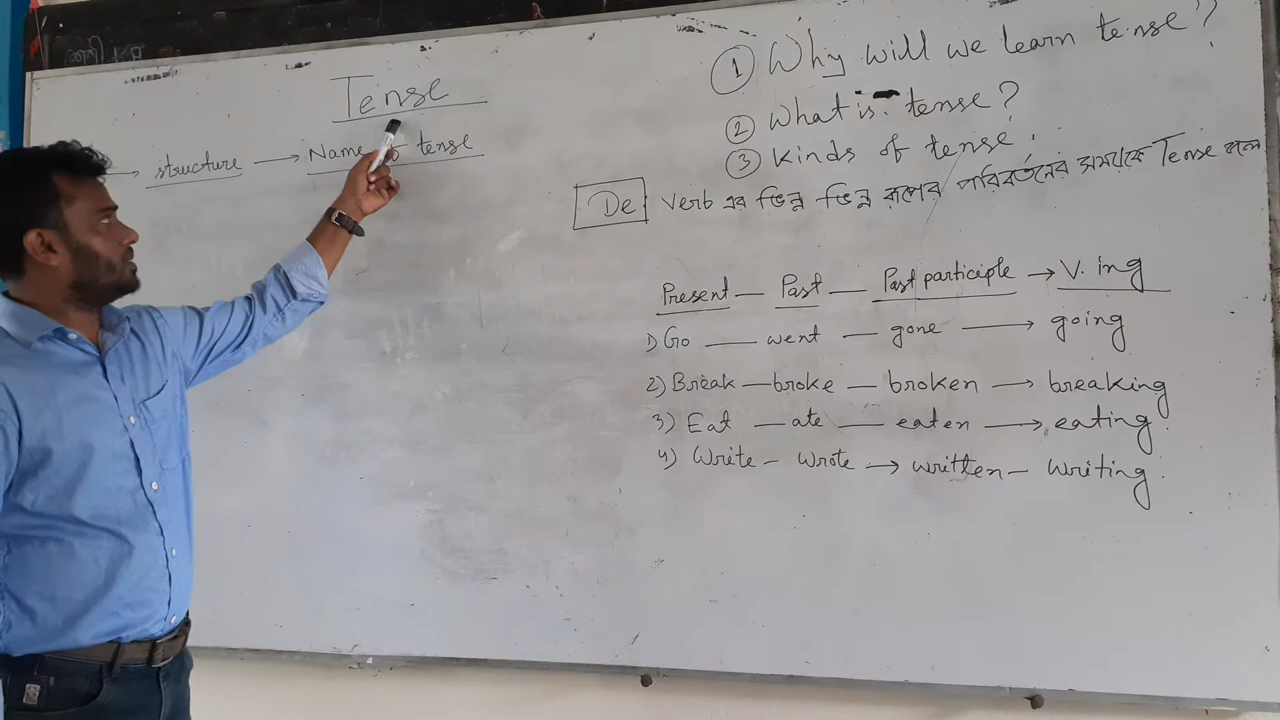 Tense
→ structure → Name of tense
① Why will we learn tense?
② What is tense?
③ Kinds of tense.
De Verb এর ভিন্ন ভিন্ন রূপের পরিবর্তনের সময়কে Tense বলে
Present — Past — Past participle → V. ing
1) Go — went — gone → going
2) Break — broke — broken → breaking
3) Eat — ate — eaten → eating.
4) Write – wrote → written – writing.